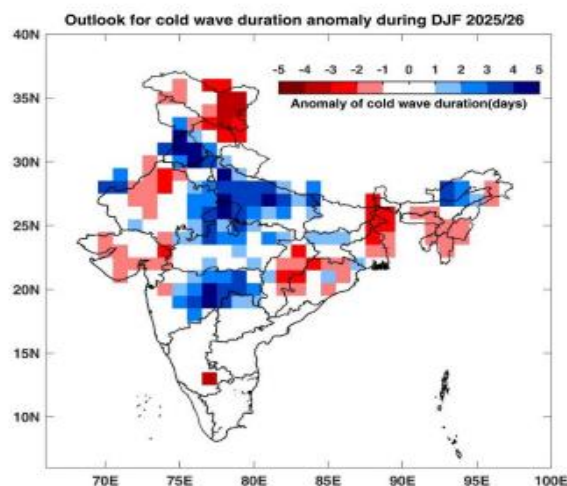 Outlook for cold wave duration anomaly during DJF 2025/26
40N
-5 -4 -3 -2 -1 0 1 2 3 4 5
Anomaly of cold wave duration(days)
35N
30N
25N
20N
15N
10N
70E 75E 80E 85E 90E 95E 100E